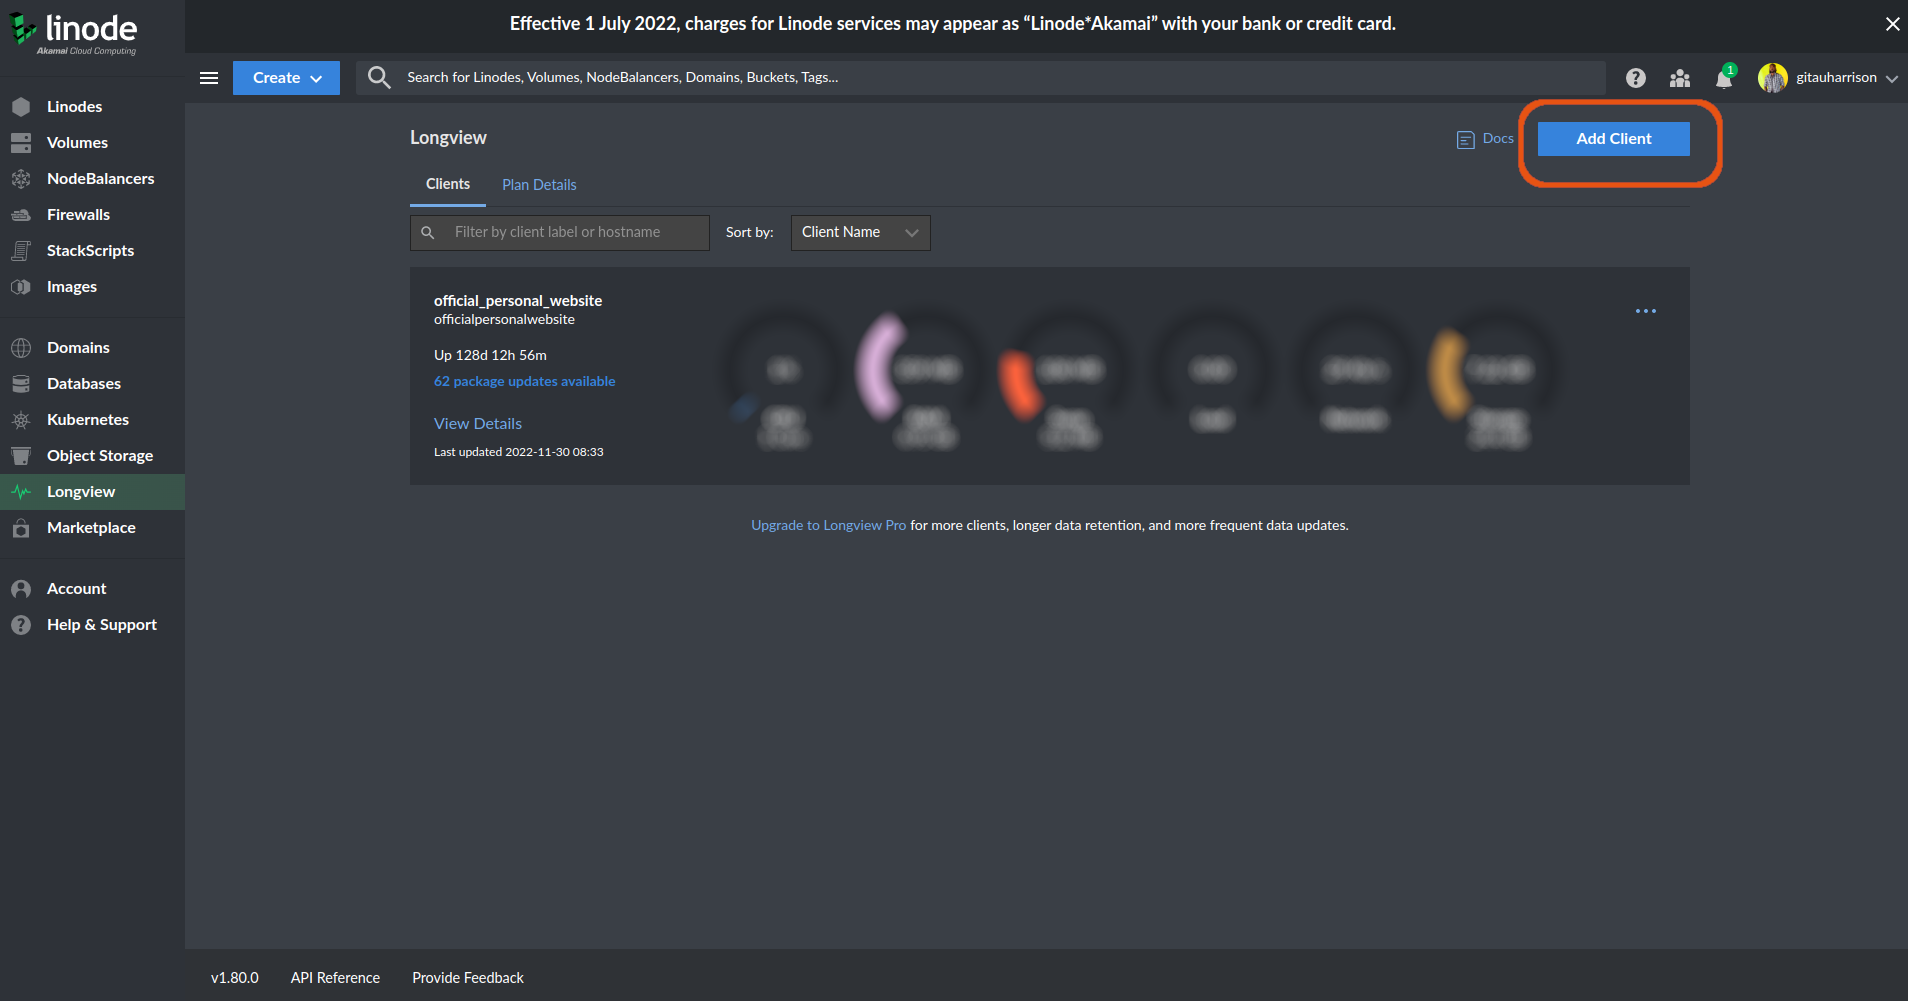 linode
Akamai Cloud Computing
Effective 1 July 2022, charges for Linode services may appear as “Linode*Akamai” with your bank or credit card.
Create
Search for Linodes, Volumes, NodeBalancers, Domains, Buckets, Tags...
1
gitauharrison
Linodes
Volumes
NodeBalancers
Firewalls
StackScripts
Images
Domains
Databases
Kubernetes
Object Storage
Longview
Marketplace
Account
Help & Support
Longview
Docs
Add Client
Clients
Plan Details
Filter by client label or hostname
Sort by:
Client Name
official_personal_website
officialpersonalwebsite
Up 128d 12h 56m
62 package updates available
View Details
Last updated 2022-11-30 08:33
Upgrade to Longview Pro for more clients, longer data retention, and more frequent data updates.
v1.80.0
API Reference
Provide Feedback